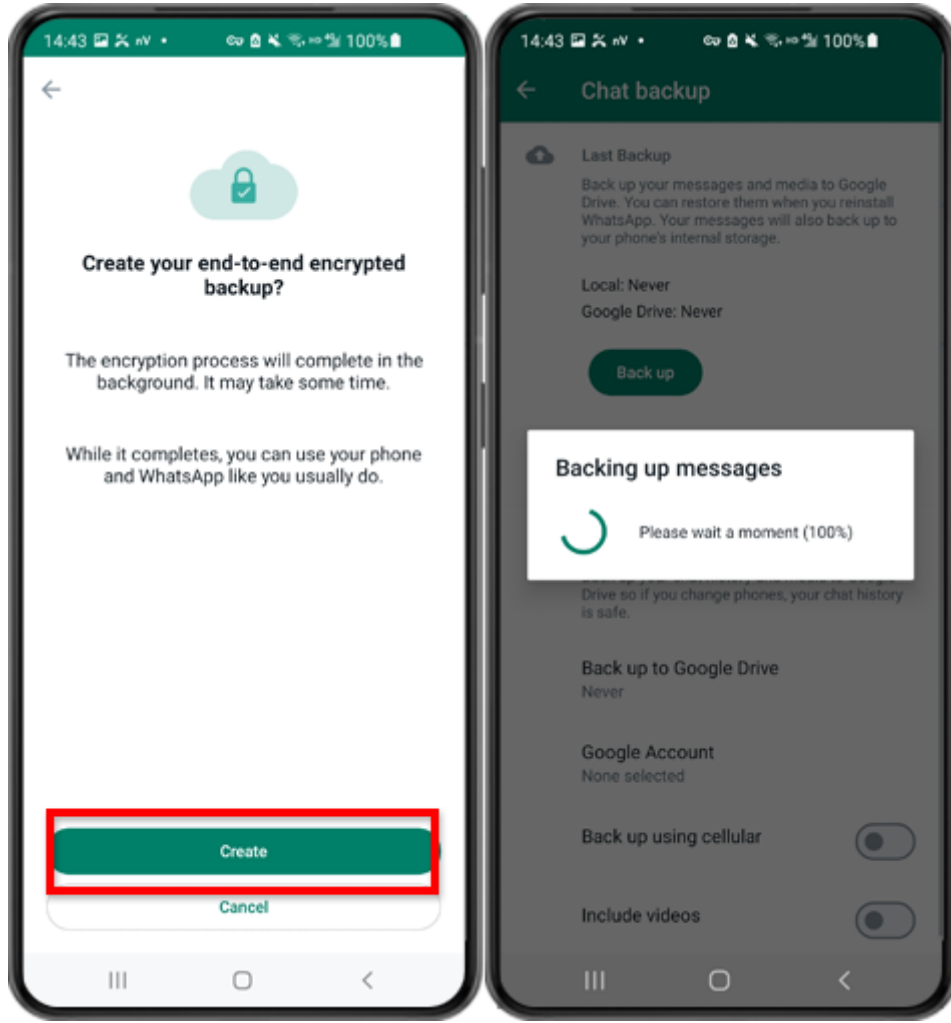 14:43 nV • 100%
Create your end-to-end encrypted
backup?
The encryption process will complete in the
background. It may take some time.
While it completes, you can use your phone
and WhatsApp like you usually do.
Create
Cancel
14:43 nV • 100%
Chat backup
Last Backup
Back up your messages and media to Google
Drive. You can restore them when you reinstall
WhatsApp. Your messages will also back up to
your phone's internal storage.
Local: Never
Google Drive: Never
Back up
Backing up messages
Please wait a moment (100%)
Drive so if you change phones, your chat history
is safe.
Back up to Google Drive
Never
Google Account
None selected
Back up using cellular
Include videos